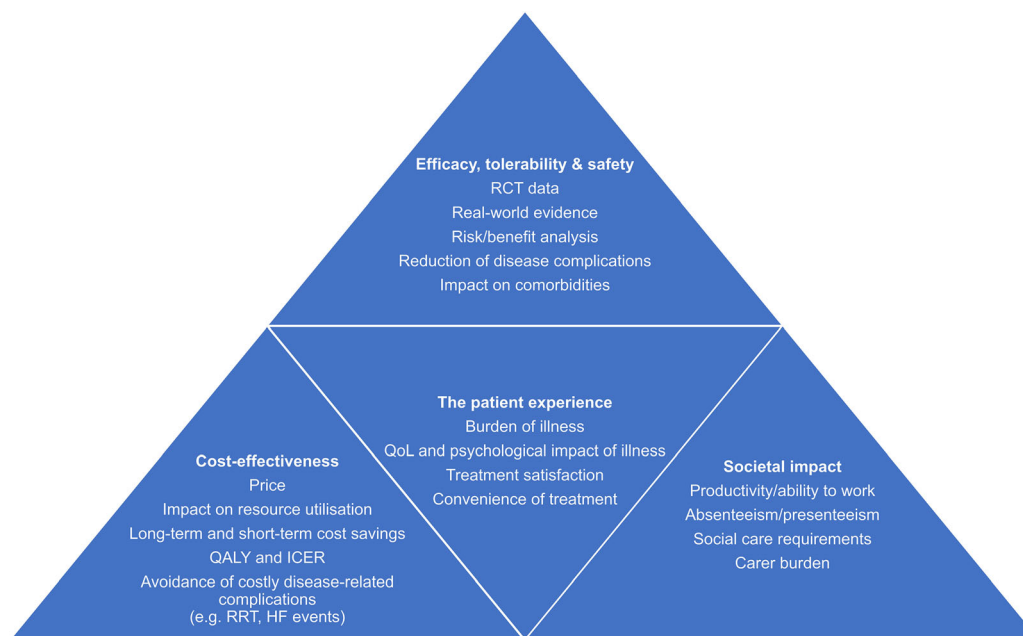 Efficacy, tolerability & safety
RCT data
Real-world evidence
Risk/benefit analysis
Reduction of disease complications
Impact on comorbidities
The patient experience
Burden of illness
QoL and psychological impact of illness
Treatment satisfaction
Convenience of treatment
Cost-effectiveness
Price
Impact on resource utilisation
Long-term and short-term cost savings
QALY and ICER
Avoidance of costly disease-related
complications
(e.g. RRT, HF events)
Societal impact
Productivity/ability to work
Absenteeism/presenteeism
Social care requirements
Carer burden